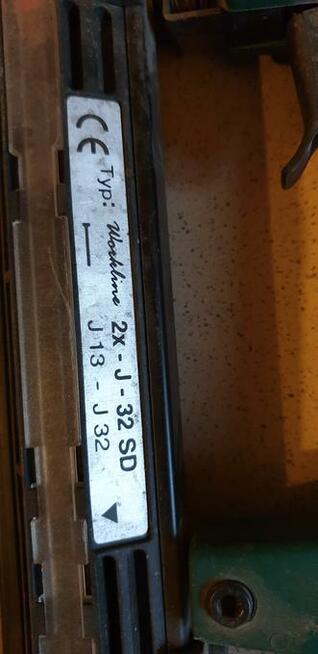 CE Typ: Workline 2x-J-32 SD
J 13 - J 32